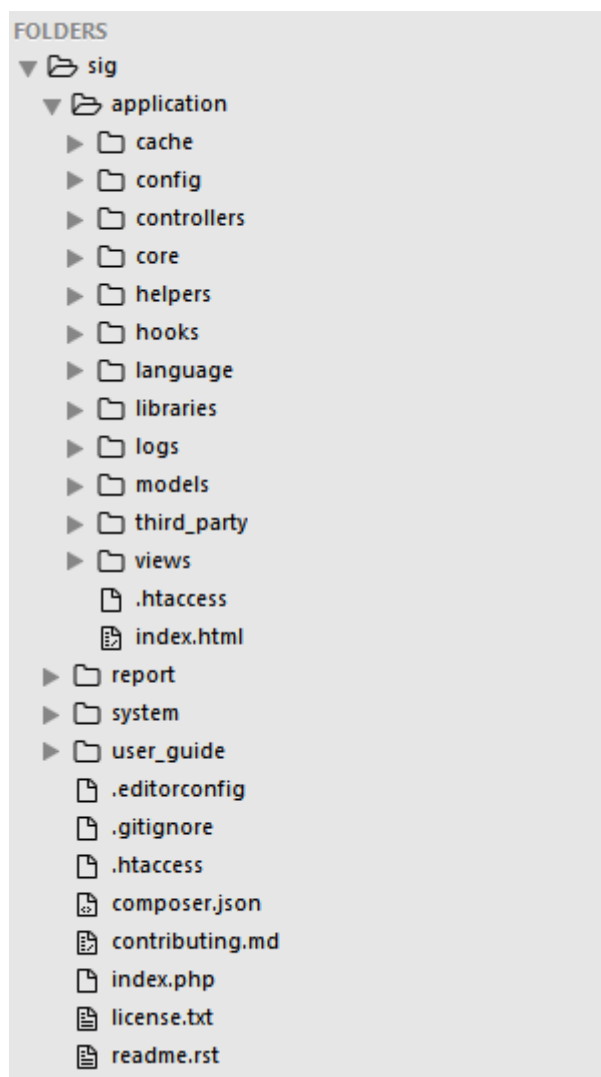 FOLDERS
sig
application
cache
config
controllers
core
helpers
hooks
language
libraries
logs
models
third_party
views
.htaccess
index.html
report
system
user_guide
.editorconfig
.gitignore
.htaccess
composer.json
contributing.md
index.php
license.txt
readme.rst